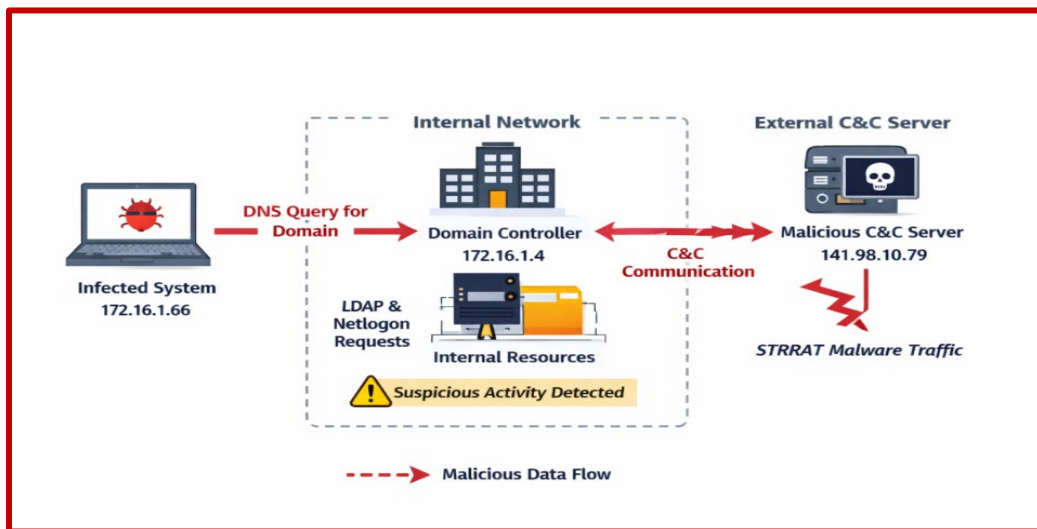 Internal Network
External C&C Server
DNS Query for
Domain
Domain Controller
172.16.1.4
C&C
Communication
Malicious C&C Server
141.98.10.79
Infected System
172.16.1.66
LDAP &
Netlogon
Requests
Internal Resources
STRRAT Malware Traffic
! Suspicious Activity Detected
Malicious Data Flow